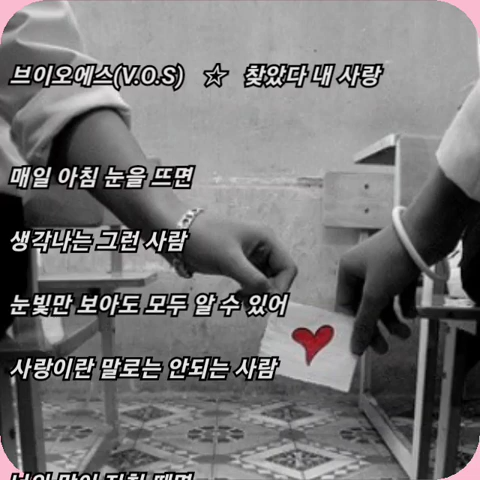 브이오에스(V.O.S) ☆ 찾았다 내 사랑
매일 아침 눈을 뜨면
생각나는 그런 사람
눈빛만 보아도 모두 알 수 있어
사랑이란 말로는 안되는 사람